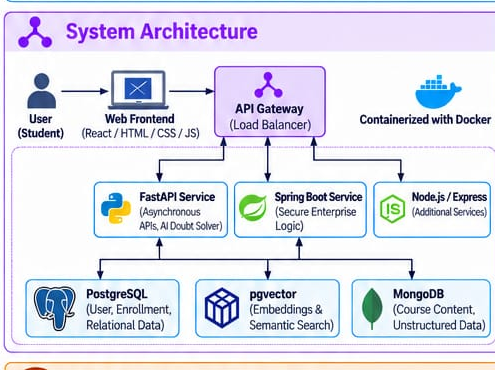 System Architecture
User
(Student)
Web Frontend
(React / HTML / CSS / JS)
API Gateway
(Load Balancer)
Containerized with Docker
FastAPI Service
(Asynchronous
APIs, AI Doubt Solver)
Spring Boot Service
(Secure Enterprise
Logic)
JS
Node.js / Express
(Additional Services)
PostgreSQL
(User, Enrollment,
Relational Data)
pgvector
(Embeddings &
Semantic Search)
MongoDB
(Course Content,
Unstructured Data)